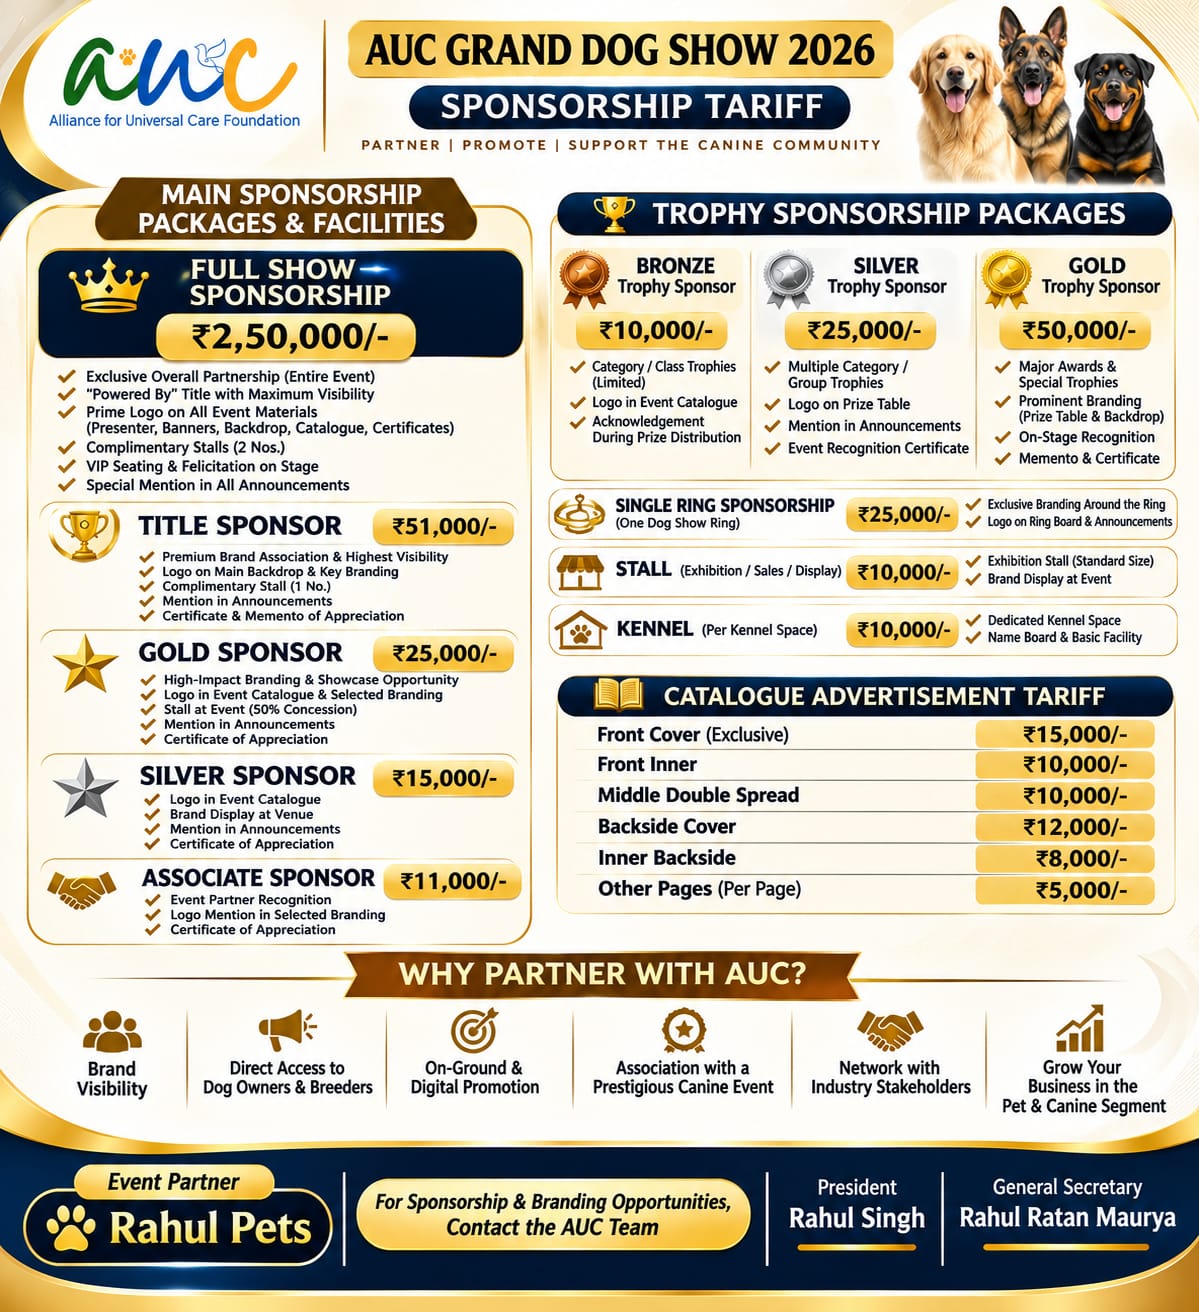 auc
Alliance for Universal Care Foundation
AUC GRAND DOG SHOW 2026
SPONSORSHIP TARIFF
PARTNER | PROMOTE | SUPPORT THE CANINE COMMUNITY
MAIN SPONSORSHIP
PACKAGES & FACILITIES
FULL SHOW
SPONSORSHIP
₹2,50,000/-
Exclusive Overall Partnership (Entire Event)
“Powered By” Title with Maximum Visibility
Prime Logo on All Event Materials
(Presenter, Banners, Backdrop, Catalogue, Certificates)
Complimentary Stalls (2 Nos.)
VIP Seating & Felicitation on Stage
Special Mention in All Announcements
TITLE SPONSOR ₹51,000/-
Premium Brand Association & Highest Visibility
Logo on Main Backdrop & Key Branding
Complimentary Stall (1 No.)
Mention in Announcements
Certificate & Memento of Appreciation
GOLD SPONSOR ₹25,000/-
High-Impact Branding & Showcase Opportunity
Logo in Event Catalogue & Selected Branding
Stall at Event (50% Concession)
Mention in Announcements
Certificate of Appreciation
SILVER SPONSOR ₹15,000/-
Logo in Event Catalogue
Brand Display at Venue
Mention in Announcements
Certificate of Appreciation
ASSOCIATE SPONSOR ₹11,000/-
Event Partner Recognition
Logo Mention in Selected Branding
Certificate of Appreciation
TROPHY SPONSORSHIP PACKAGES
BRONZE
Trophy Sponsor
₹10,000/-
Category / Class Trophies
(Limited)
Logo in Event Catalogue
Acknowledgement
During Prize Distribution
SILVER
Trophy Sponsor
₹25,000/-
Multiple Category /
Group Trophies
Logo on Prize Table
Mention in Announcements
Event Recognition Certificate
GOLD
Trophy Sponsor
₹50,000/-
Major Awards &
Special Trophies
Prominent Branding
(Prize Table & Backdrop)
On-Stage Recognition
Memento & Certificate
SINGLE RING SPONSORSHIP
(One Dog Show Ring)
₹25,000/-
Exclusive Branding Around the Ring
Logo on Ring Board & Announcements
STALL (Exhibition / Sales / Display) ₹10,000/-
Exhibition Stall (Standard Size)
Brand Display at Event
KENNEL (Per Kennel Space) ₹10,000/-
Dedicated Kennel Space
Name Board & Basic Facility
CATALOGUE ADVERTISEMENT TARIFF
Front Cover (Exclusive) ₹15,000/-
Front Inner ₹10,000/-
Middle Double Spread ₹10,000/-
Backside Cover ₹12,000/-
Inner Backside ₹8,000/-
Other Pages (Per Page) ₹5,000/-
WHY PARTNER WITH AUC?
Brand
Visibility
Direct Access to
Dog Owners & Breeders
On-Ground &
Digital Promotion
Association with a
Prestigious Canine Event
Network with
Industry Stakeholders
Grow Your
Business in the
Pet & Canine Segment
Event Partner
Rahul Pets
For Sponsorship & Branding Opportunities,
Contact the AUC Team
President
Rahul Singh
General Secretary
Rahul Ratan Maurya